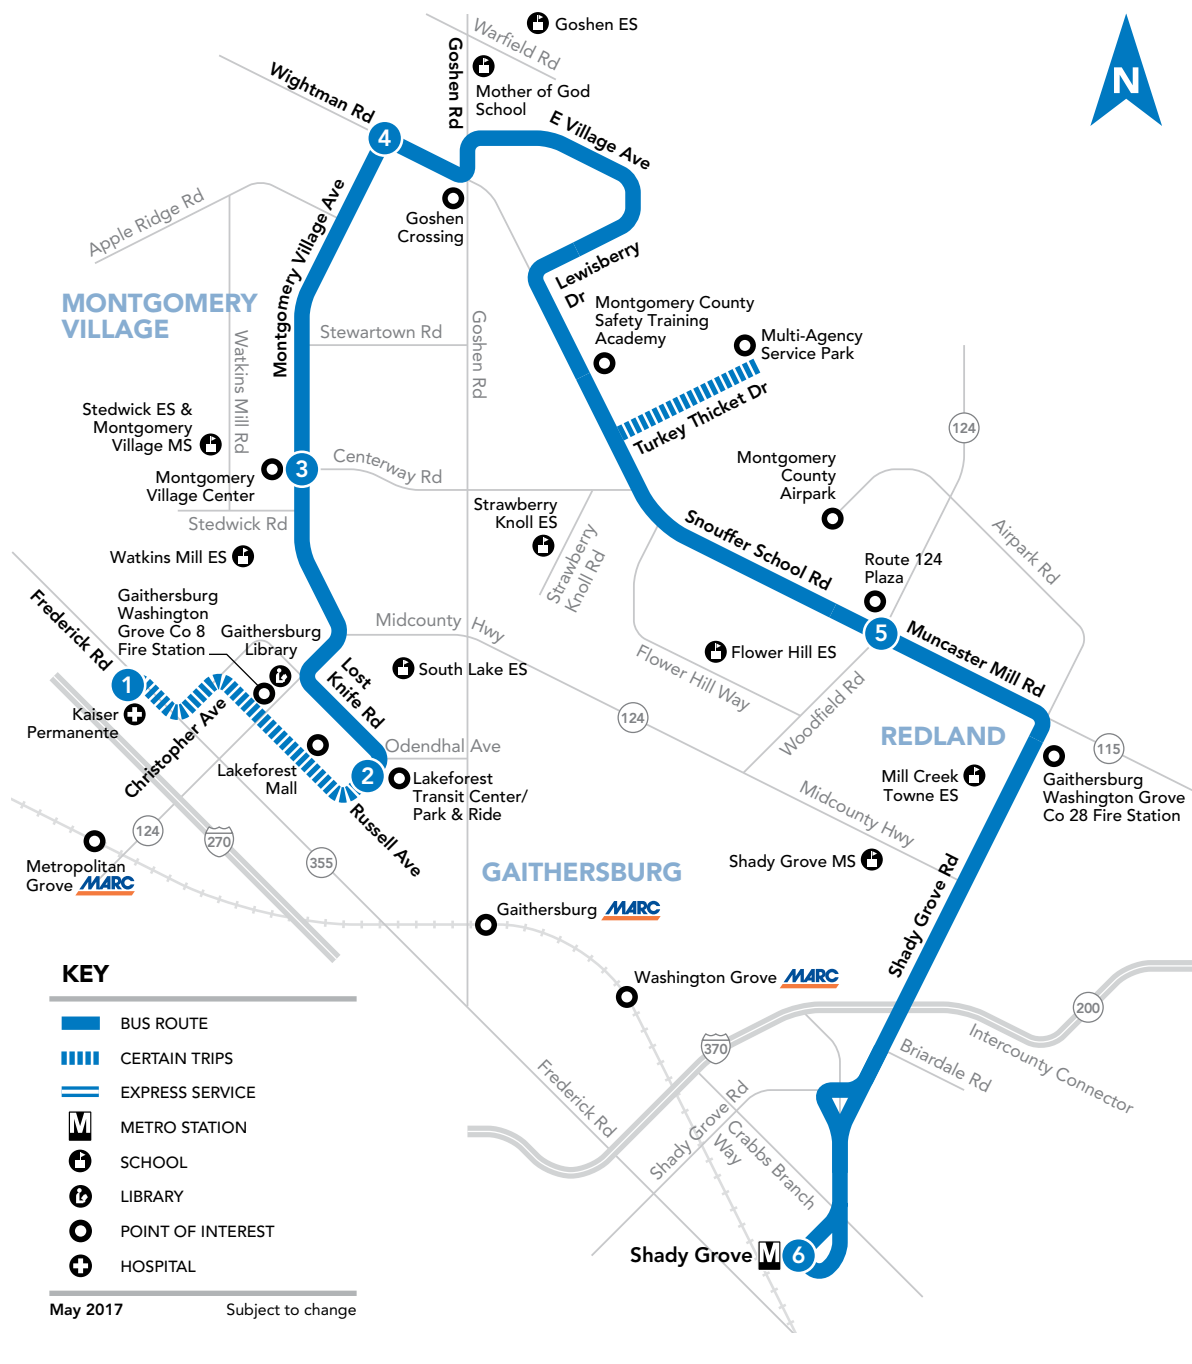 Goshen ES
Warfield Rd
Goshen Rd
N
Mother of God
School
Wightman Rd
4
E Village Ave
Apple Ridge Rd
Montgomery Village Ave
Goshen
Crossing
Lewisberry
Dr
MONTGOMERY
VILLAGE
Montgomery County
Safety Training
Academy
Multi-Agency
Service Park
Stewartown Rd
Goshen Rd
Watkins Mill Rd
Turkey Thicket Dr
Stedwick ES &
Montgomery
Village MS
124
Montgomery
Village Center
3
Centerway Rd
Montgomery
County
Airpark
Strawberry
Knoll ES
Stedwick Rd
Snouffer School Rd
Airpark Rd
Watkins Mill ES
Strawberry
Knoll Rd
Route 124
Plaza
Frederick Rd
Gaithersburg
Washington
Grove Co 8
Fire Station
Gaithersburg
Library
Midcounty Hwy
5
Muncaster Mill Rd
Flower Hill ES
Flower Hill Way
Lost
Knife Rd
South Lake ES
1
Kaiser
Permanente
Christopher Ave
124
Woodfield Rd
REDLAND
115
Odendhal Ave
Lakeforest
Mall
2
Lakeforest
Transit Center/
Park & Ride
Mill Creek
Towne ES
Gaithersburg
Washington Grove
Co 28 Fire Station
Midcounty Hwy
Russell Ave
124
270
355
Metropolitan
Grove MARC
GAITHERSBURG
Shady Grove MS
Shady Grove Rd
Gaithersburg MARC
Washington Grove MARC
200
370
Intercounty Connector
Briardale Rd
Frederick Rd
Shady Grove Rd
Crabbs Branch
Way
Shady Grove M 6
KEY
BUS ROUTE
CERTAIN TRIPS
EXPRESS SERVICE
M METRO STATION
SCHOOL
LIBRARY
POINT OF INTEREST
HOSPITAL
May 2017 Subject to change